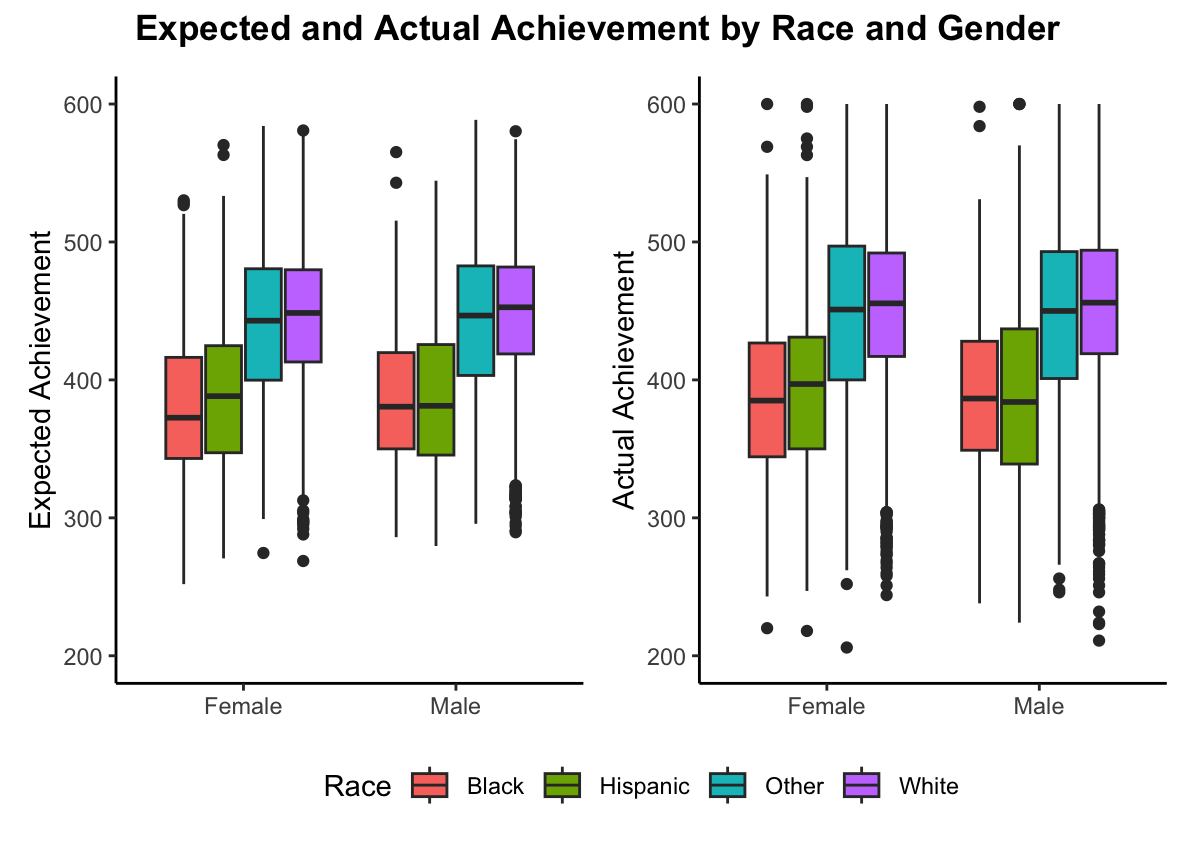 Expected and Actual Achievement by Race and Gender
Expected Achievement
600
500
400
300
200
Female Male
Actual Achievement
600
500
400
300
200
Female Male
Race Black Hispanic Other White